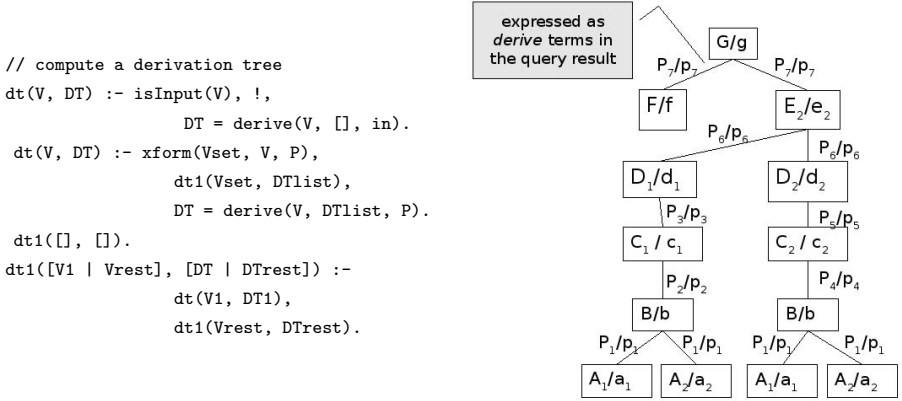 // compute a derivation tree
dt(V, DT) :- isInput(V), !,
DT = derive(V, [], in).
dt(V, DT) :- xform(Vset, V, P),
dt1(Vset, DTlist),
DT = derive(V, DTlist, P).
dt1([], []).
dt1([V1 | Vrest], [DT | DTrest]) :-
dt(V1, DT1),
dt1(Vrest, DTrest).
expressed as
derive terms in
the query result
G/g
P₇/p₇ P₇/p₇
F/f E₂/e₂
P₆/p₆ P₆/p₆
D₁/d₁ D₂/d₂
P₃/p₃ P₅/p₅
C₁ / c₁ C₂ / c₂
P₂/p₂ P₄/p₄
B/b B/b
P₁/p₁ P₁/p₁ P₁/p₁ P₁/p₁
A₁/a₁ A₂/a₂ A₁/a₁ A₂/a₂